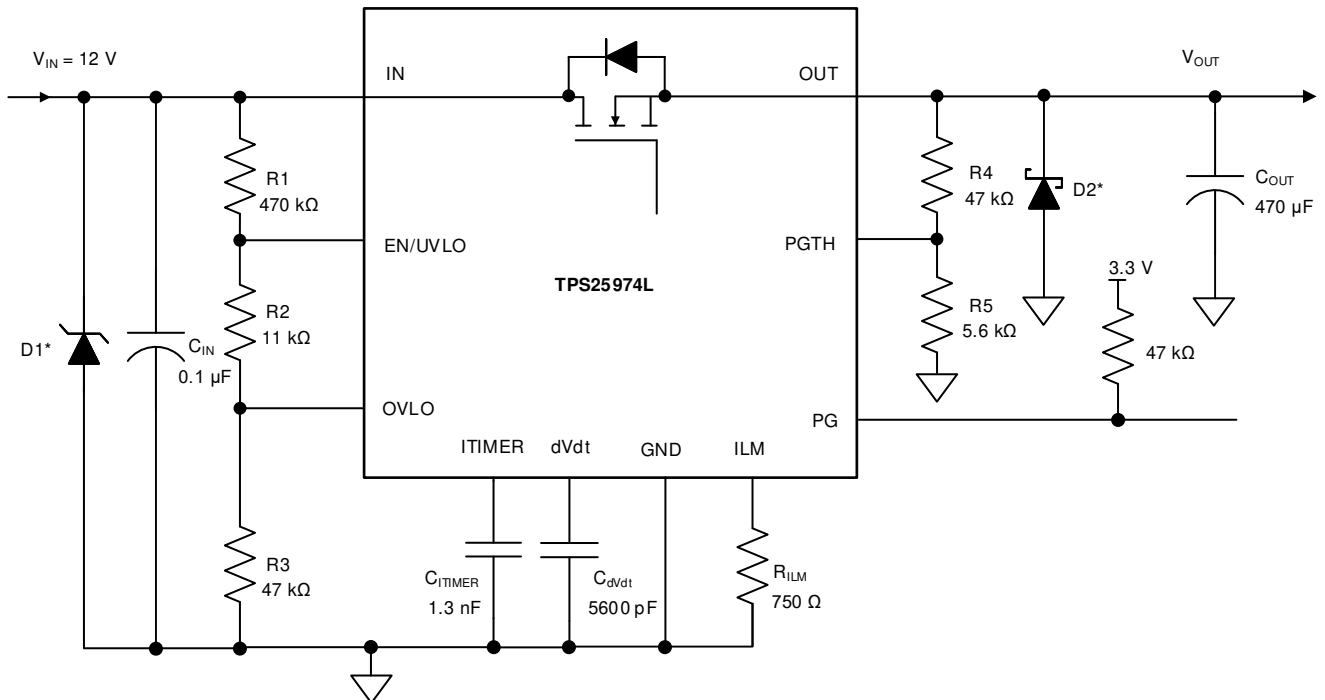 V_IN = 12 V
IN
OUT
V_OUT
R1
470 kΩ
R4
47 kΩ
D2*
C_OUT
470 µF
EN/UVLO
PGTH
TPS25974L
3.3 V
R2
11 kΩ
R5
5.6 kΩ
47 kΩ
D1*
C_IN
0.1 µF
OVLO
PG
ITIMER
dVdt
GND
ILM
R3
47 kΩ
C_ITIMER
1.3 nF
C_dVdt
5600 pF
R_ILM
750 Ω